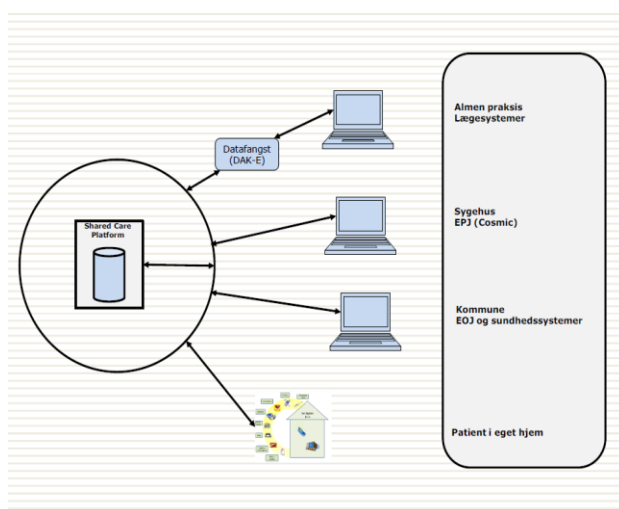 Almen praksis
Lægesystemer
Datafangst
(DAK-E)
Shared Care
Platform
Sygehus
EPJ (Cosmic)
Kommune
EOJ og sundhedssystemer
Patient i eget hjem